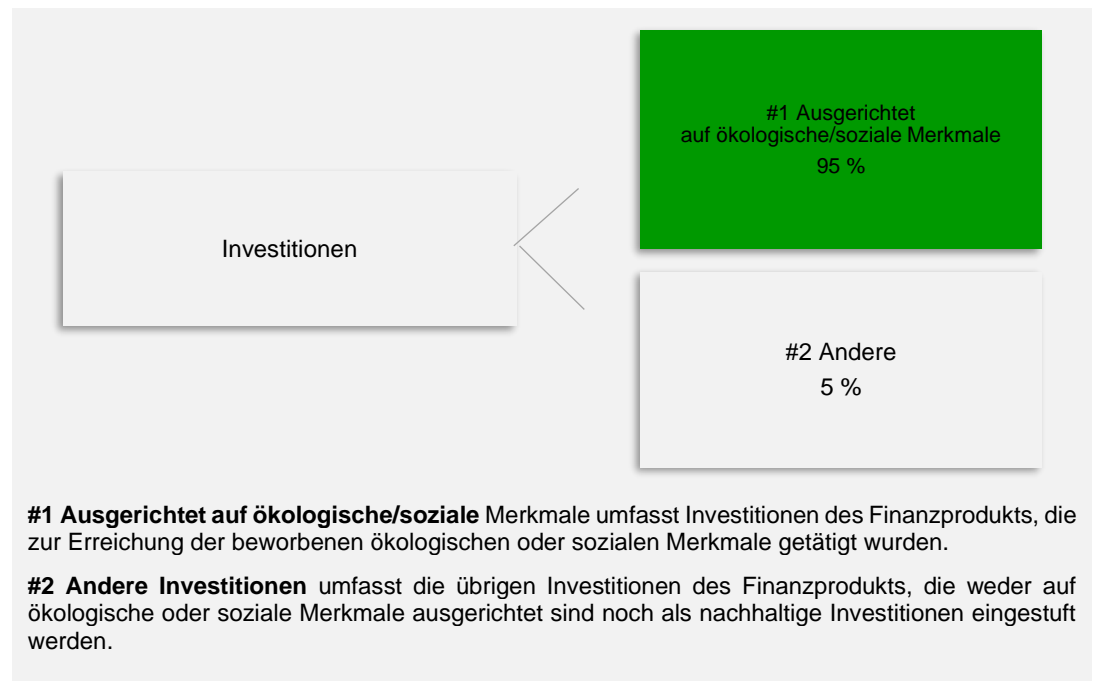 #1 Ausgerichtet
auf ökologische/soziale Merkmale
95 %
Investitionen
#2 Andere
5 %
#1 Ausgerichtet auf ökologische/soziale Merkmale umfasst Investitionen des Finanzprodukts, die
zur Erreichung der beworbenen ökologischen oder sozialen Merkmale getätigt wurden.
#2 Andere Investitionen umfasst die übrigen Investitionen des Finanzprodukts, die weder auf
ökologische oder soziale Merkmale ausgerichtet sind noch als nachhaltige Investitionen eingestuft
werden.